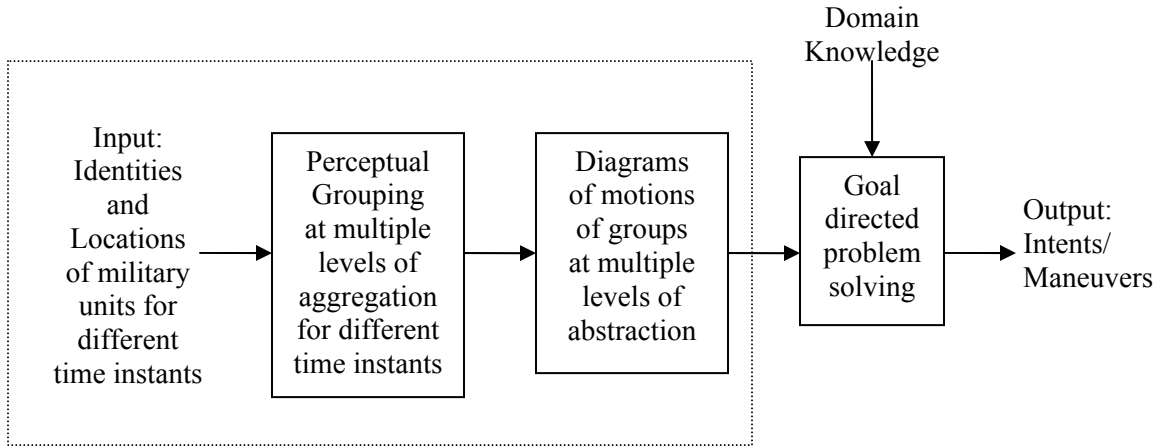 Input:
Identities
and
Locations
of military
units for
different
time instants
Perceptual
Grouping
at multiple
levels of
aggregation
for different
time instants
Diagrams
of motions
of groups
at multiple
levels of
abstraction
Domain
Knowledge
Goal
directed
problem
solving
Output:
Intents/
Maneuvers